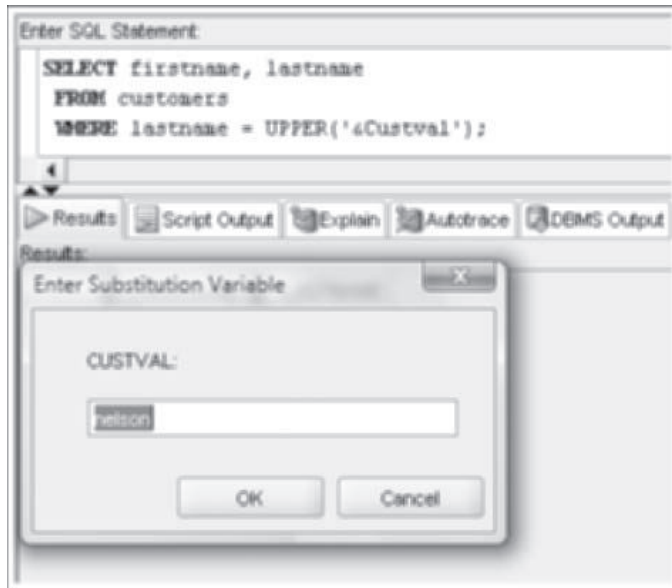 Enter SQL Statement:
SELECT firstname, lastname
FROM customers
WHERE lastname = UPPER('&Custval');
Results Script Output Explain Autotrace DBMS Output
Results:
Enter Substitution Variable
CUSTVAL:
nelson
OK Cancel